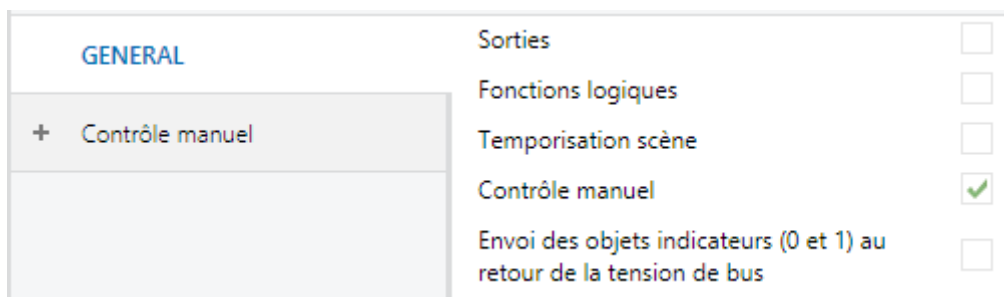 GENERAL
+ Contrôle manuel
Sorties
Fonctions logiques
Temporisation scène
Contrôle manuel
Envoi des objets indicateurs (0 et 1) au
retour de la tension de bus